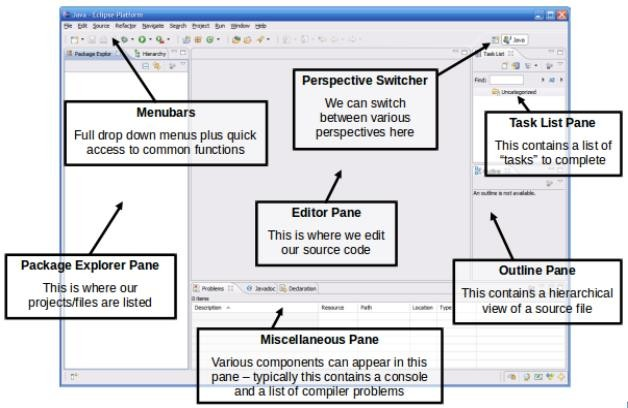 Java - Eclipse Platform
File Edit Source Refactor Navigate Search Project Run Window Help
Java
Package Explor
Hierarchy
Task List
Find:
All
Uncategorized
Perspective Switcher
We can switch
between various
perspectives here
Menubars
Full drop down menus plus quick
access to common functions
Task List Pane
This contains a list of
"tasks" to complete
Outline
An outline is not available.
Editor Pane
This is where we edit
our source code
Package Explorer Pane
This is where our
projects/files are listed
Outline Pane
This contains a hierarchical
view of a source file
Problems Javadoc Declaration
0 items
Description Resource Path Location Type
Miscellaneous Pane
Various components can appear in this
pane – typically this contains a console
and a list of compiler problems